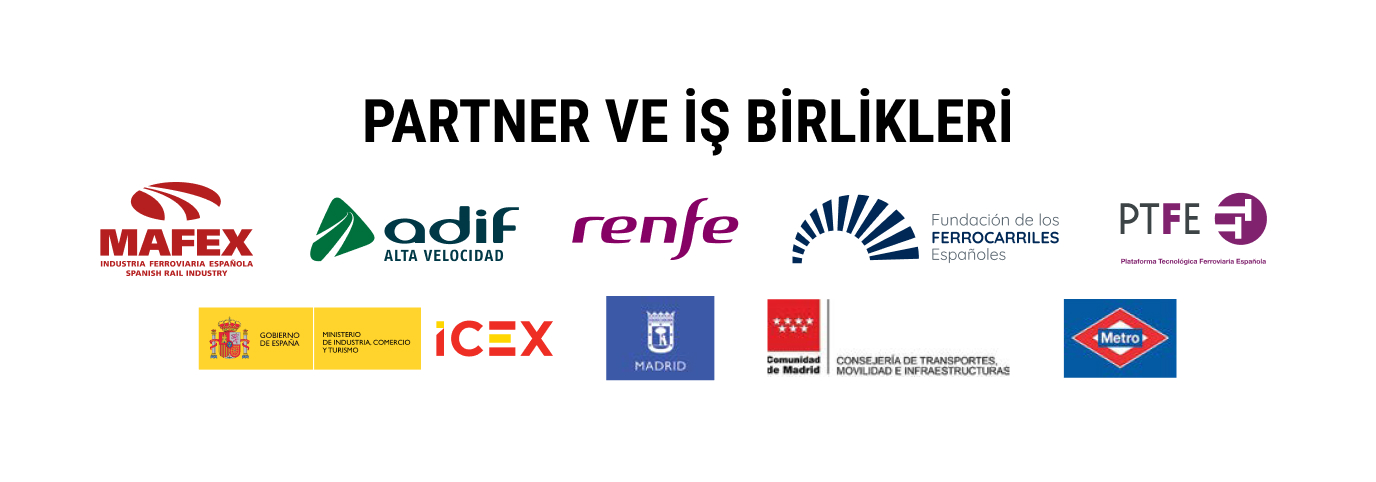 PARTNER VE İŞ BİRLİKLERİ
MAFEX
INDUSTRIA FERROVIARIA ESPAÑOLA
SPANISH RAIL INDUSTRY
adif
ALTA VELOCIDAD
renfe
Fundación de los
FERROCARRILES
Españoles
PTFE
Plataforma Tecnológica Ferroviaria Española
GOBIERNO
DE ESPAÑA
MINISTERIO
DE INDUSTRIA, COMERCIO
Y TURISMO
iCEX
MADRID
Comunidad
de Madrid
CONSEJERÍA DE TRANSPORTES,
MOVILIDAD E INFRAESTRUCTURAS
Metro